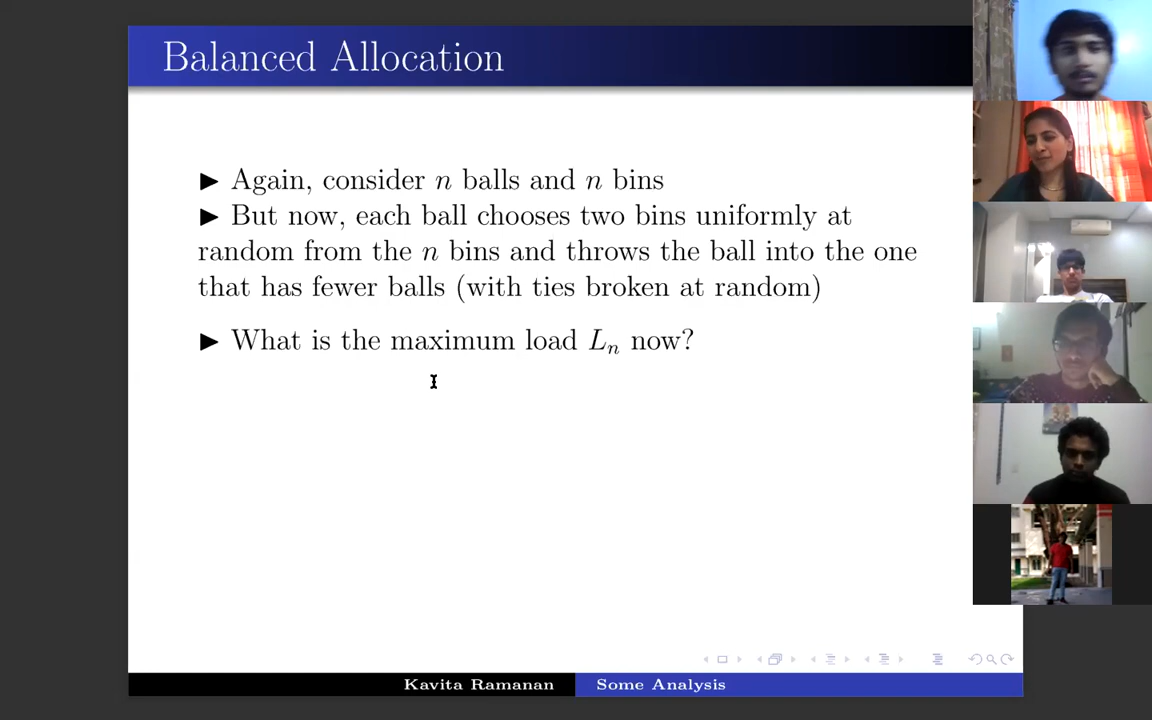 Balanced Allocation
▶ Again, consider n balls and n bins
▶ But now, each ball chooses two bins uniformly at
random from the n bins and throws the ball into the one
that has fewer balls (with ties broken at random)
▶ What is the maximum load Lₙ now?
Kavita Ramanan Some Analysis